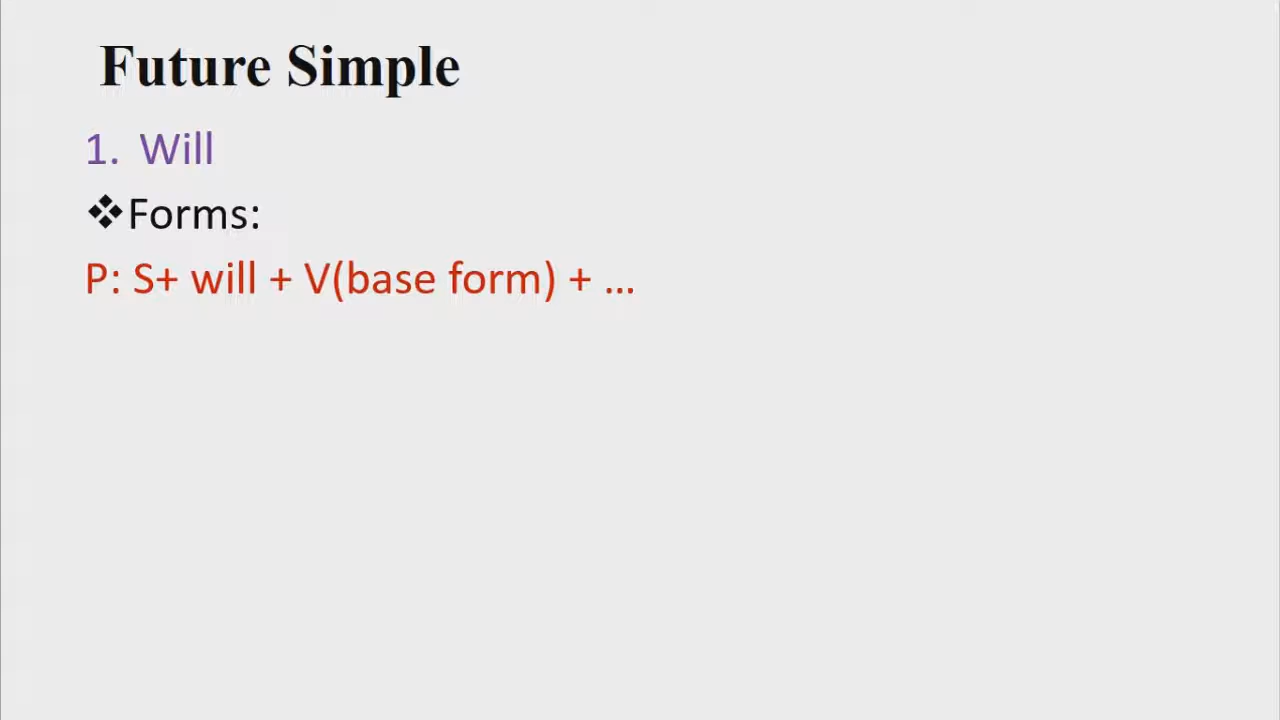 Future Simple
1. Will
❖Forms:
P: S+ will + V(base form) + ...